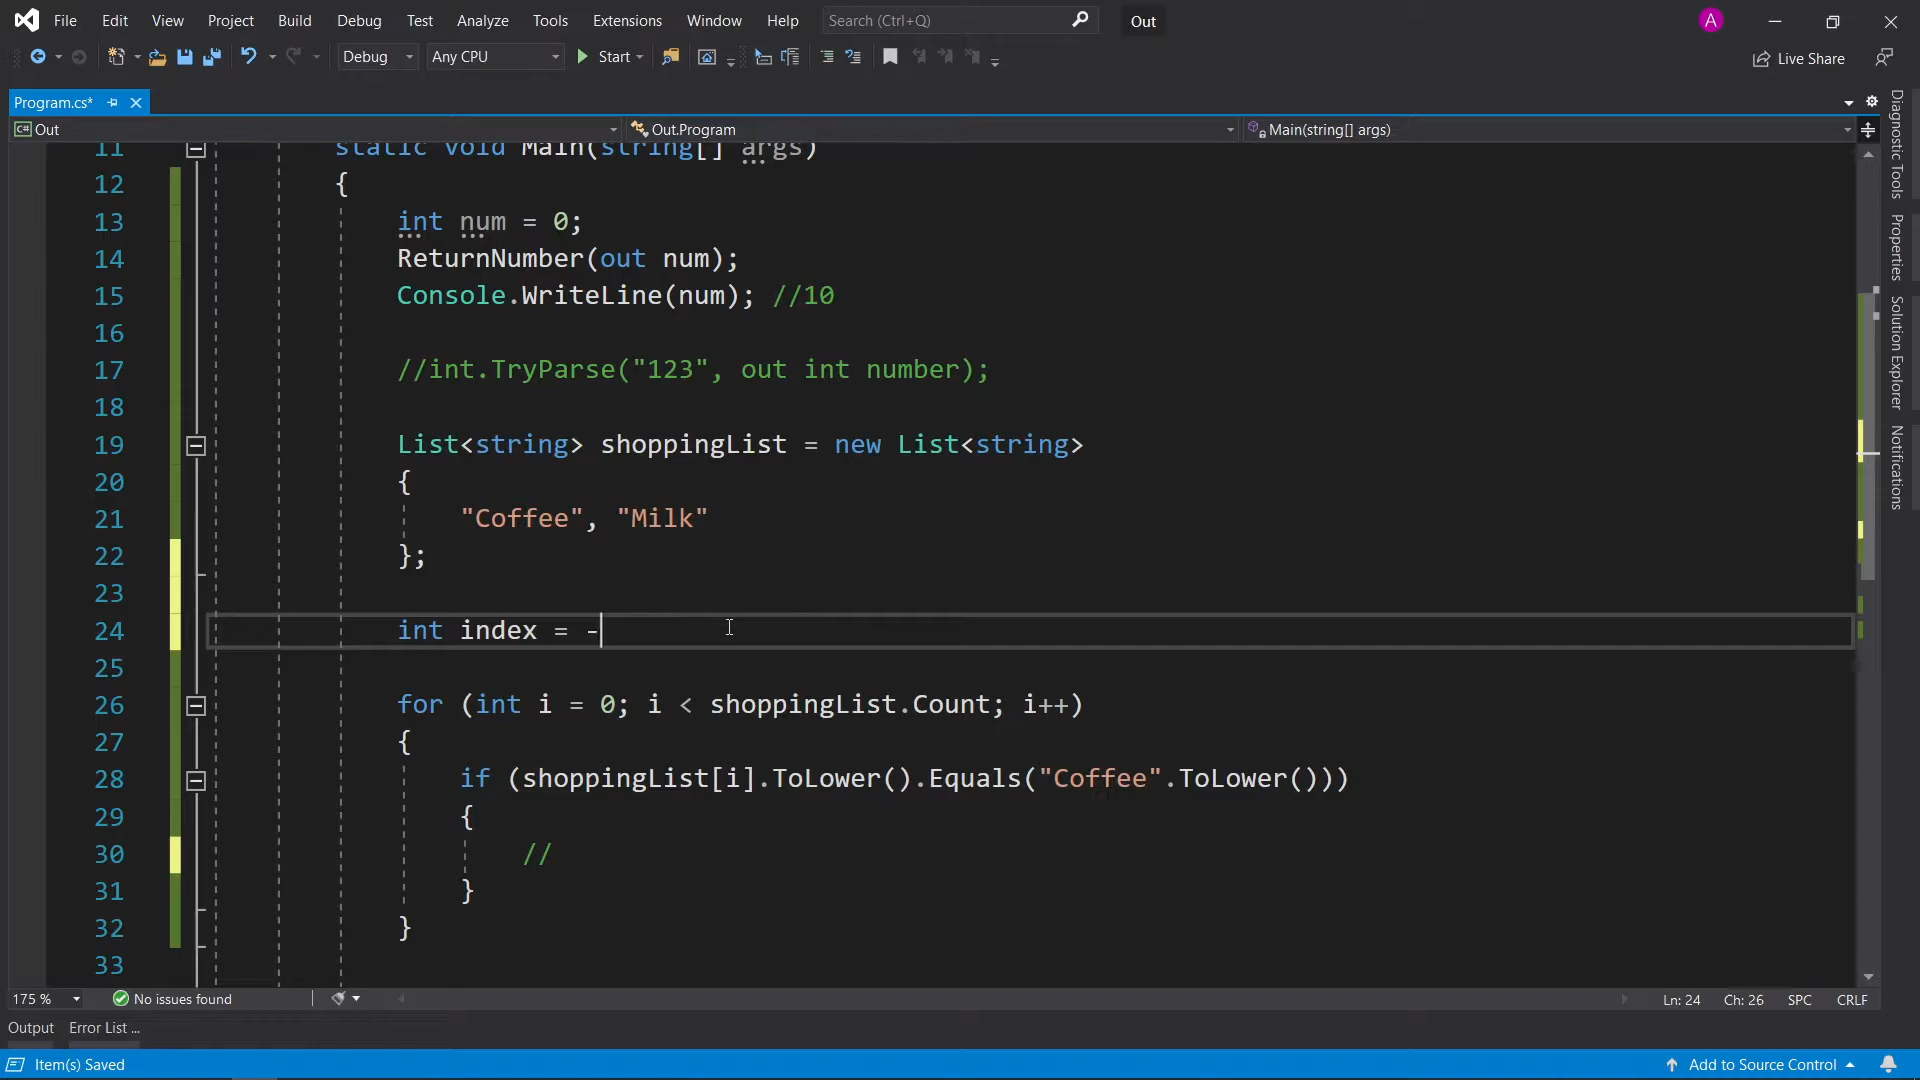 File Edit View Project Build Debug Test Analyze Tools Extensions Window Help Search (Ctrl+Q) Out A
Debug Any CPU Start Live Share
Program.cs*
Out Out.Program Main(string[] args)
11 static void Main(string[] args)
12 {
13 int num = 0;
14 ReturnNumber(out num);
15 Console.WriteLine(num); //10
16
17 //int.TryParse("123", out int number);
18
19 List<string> shoppingList = new List<string>
20 {
21 "Coffee", "Milk"
22 };
23
24 int index = -
25
26 for (int i = 0; i < shoppingList.Count; i++)
27 {
28 if (shoppingList[i].ToLower().Equals("Coffee".ToLower()))
29 {
30 //
31 }
32 }
33
Diagnostic Tools
Properties
Solution Explorer
Notifications
175 % No issues found Ln: 24 Ch: 26 SPC CRLF
Output Error List ...
Item(s) Saved Add to Source Control